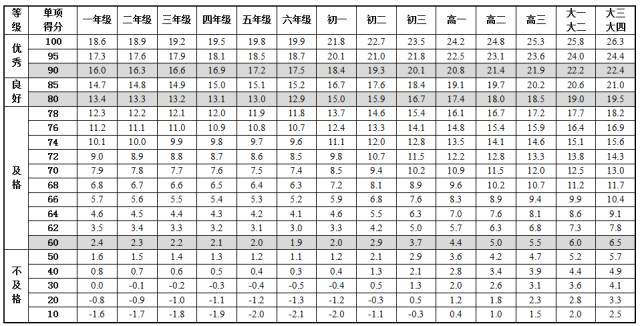 等级 单项得分 一年级 二年级 三年级 四年级 五年级 六年级 初一 初二 初三 高一 高二 高三 大一大二 大三大四
优秀 100 18.6 18.9 19.2 19.5 19.8 19.9 21.8 22.7 23.5 24.2 24.8 25.3 25.8 26.3
95 17.3 17.6 17.9 18.1 18.5 18.7 20.1 21.0 21.8 22.5 23.1 23.6 24.0 24.4
90 16.0 16.3 16.6 16.9 17.2 17.5 18.4 19.3 20.1 20.8 21.4 21.9 22.2 22.4
良好 85 14.7 14.8 14.9 15.0 15.1 15.2 16.7 17.6 18.4 19.1 19.7 20.2 20.6 21.0
80 13.4 13.3 13.2 13.1 13.0 12.9 15.0 15.9 16.7 17.4 18.0 18.5 19.0 19.5
及格 78 12.3 12.2 12.1 12.0 11.9 11.8 13.7 14.6 15.4 16.1 16.7 17.2 17.7 18.2
76 11.2 11.1 11.0 10.9 10.8 10.7 12.4 13.3 14.1 14.8 15.4 15.9 16.4 16.9
74 10.1 10.0 9.9 9.8 9.7 9.6 11.1 12.0 12.8 13.5 14.1 14.6 15.1 15.6
72 9.0 8.9 8.8 8.7 8.6 8.5 9.8 10.7 11.5 12.2 12.8 13.3 13.8 14.3
70 7.9 7.8 7.7 7.6 7.5 7.4 8.5 9.4 10.2 10.9 11.5 12.0 12.5 13.0
68 6.8 6.7 6.6 6.5 6.4 6.3 7.2 8.1 8.9 9.6 10.2 10.7 11.2 11.7
66 5.7 5.6 5.5 5.4 5.3 5.2 5.9 6.8 7.6 8.3 8.9 9.4 9.9 10.4
64 4.6 4.5 4.4 4.3 4.2 4.1 4.6 5.5 6.3 7.0 7.6 8.1 8.6 9.1
62 3.5 3.4 3.3 3.2 3.1 3.0 3.3 4.2 5.0 5.7 6.3 6.8 7.3 7.8
60 2.4 2.3 2.2 2.1 2.0 1.9 2.0 2.9 3.7 4.4 5.0 5.5 6.0 6.5
不及格 50 1.6 1.5 1.4 1.3 1.2 1.1 1.2 2.1 2.9 3.6 4.2 4.7 5.2 5.7
40 0.8 0.7 0.6 0.5 0.4 0.3 0.4 1.3 2.1 2.8 3.4 3.9 4.4 4.9
30 0.0 -0.1 -0.2 -0.3 -0.4 -0.5 -0.4 0.5 1.3 2.0 2.6 3.1 3.6 4.1
20 -0.8 -0.9 -1.0 -1.1 -1.2 -1.3 -1.2 -0.3 0.5 1.2 1.8 2.3 2.8 3.3
10 -1.6 -1.7 -1.8 -1.9 -2.0 -2.1 -2.0 -1.1 -0.3 0.4 1.0 1.5 2.0 2.5